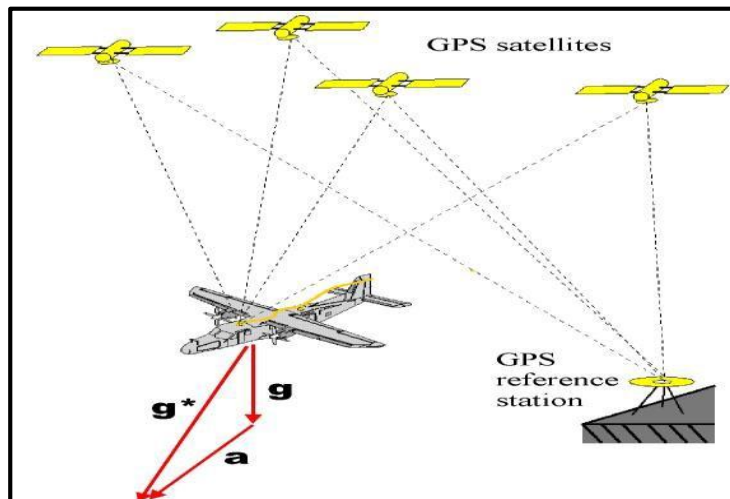 GPS satellites
GPS
reference
station
g
g*
a